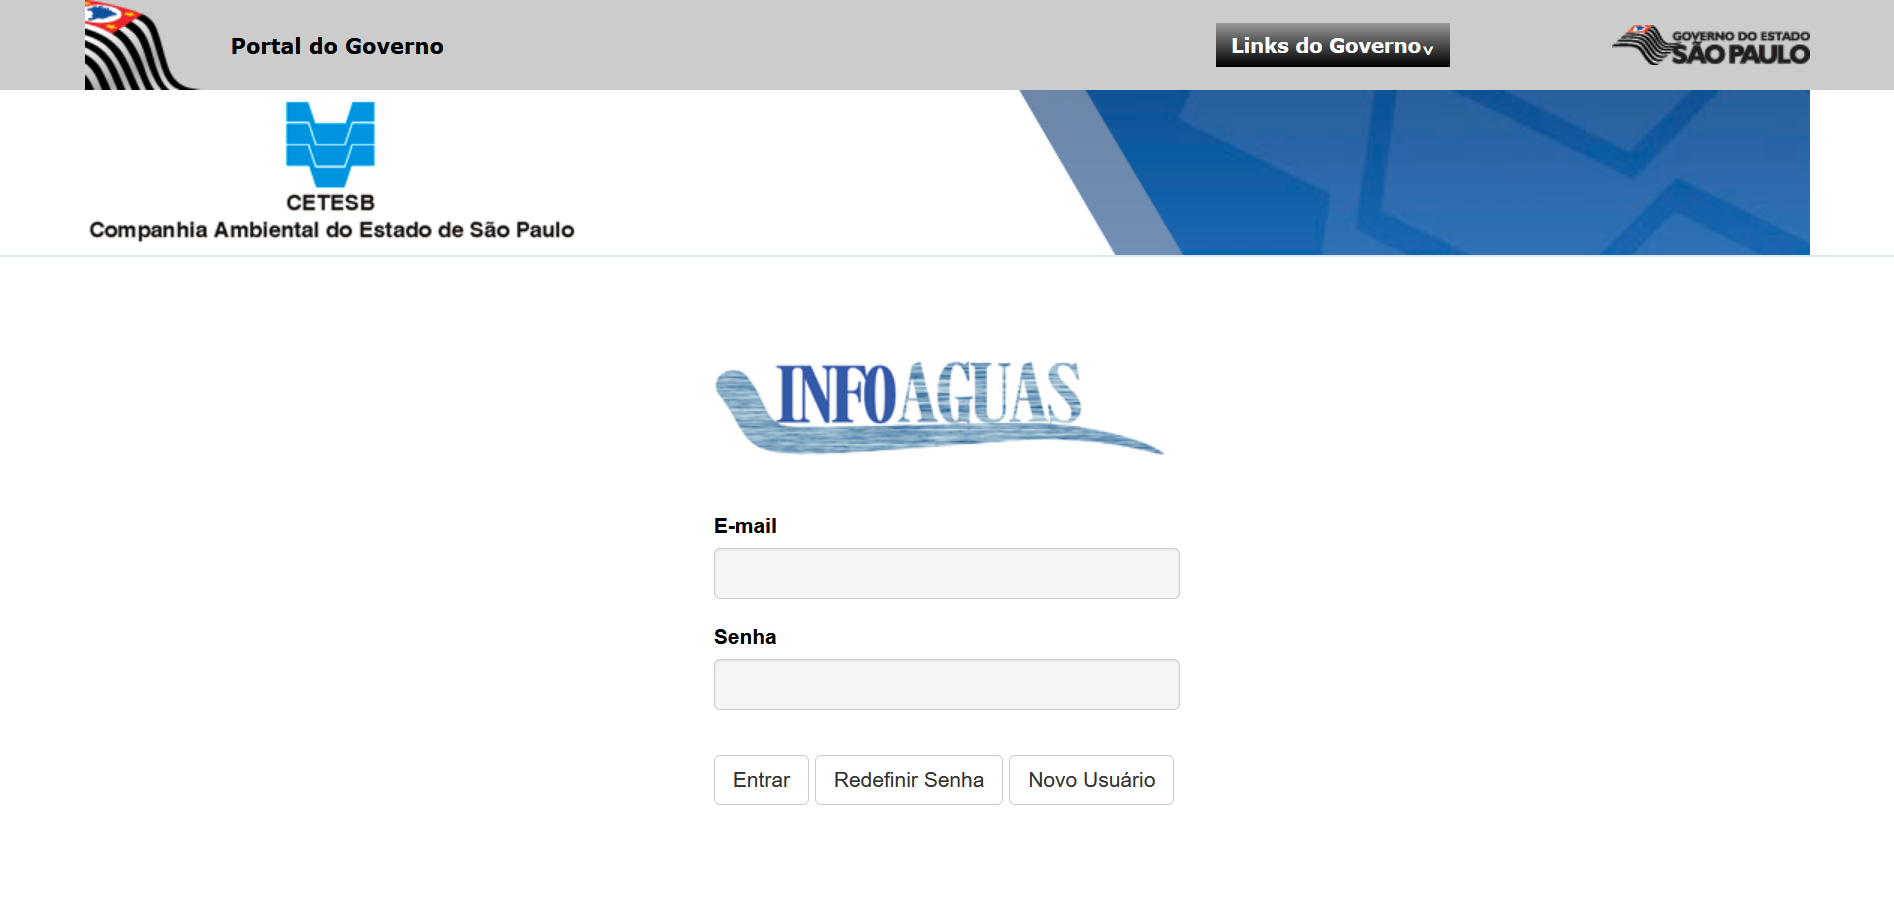 Portal do Governo
Links do Governo v
GOVERNO DO ESTADO
SÃO PAULO
CETESB
Companhia Ambiental do Estado de São Paulo
INFOAGUAS
E-mail
Senha
Entrar
Redefinir Senha
Novo Usuário